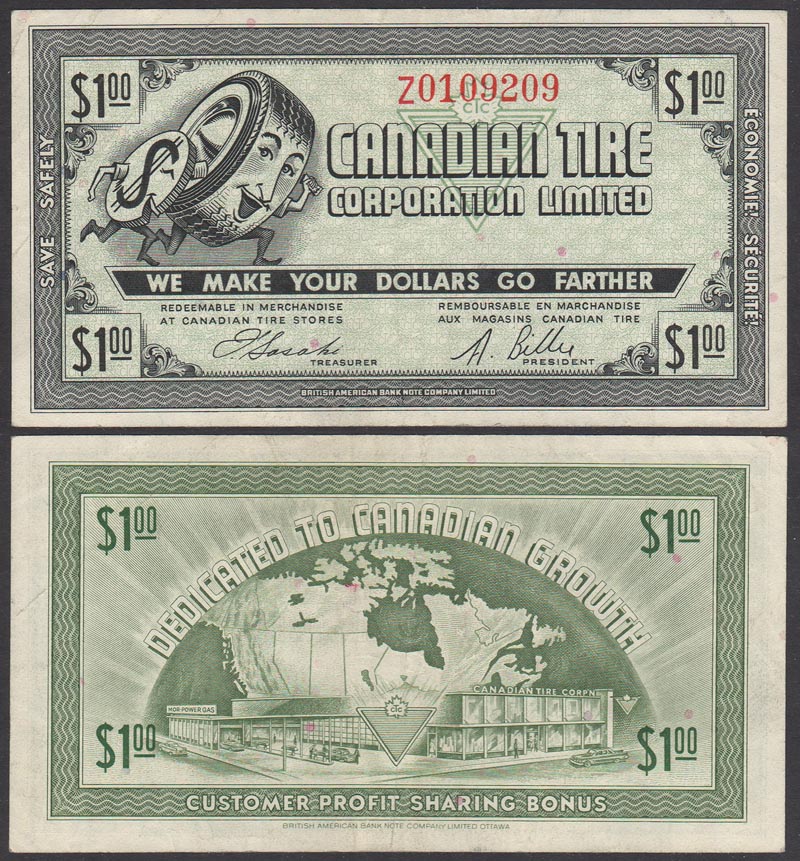 $1.00
Z0109209
$1.00
CTC
CANADIAN TIRE
CORPORATION LIMITED
SAVE SAFELY
ÉCONOMIE! SÉCURITÉ!
$
WE MAKE YOUR DOLLARS GO FARTHER
REDEEMABLE IN MERCHANDISE
AT CANADIAN TIRE STORES
REMBOURSABLE EN MARCHANDISE
AUX MAGASINS CANADIAN TIRE
$1.00
TREASURER
A. Billes
PRESIDENT
$1.00
BRITISH AMERICAN BANK NOTE COMPANY LIMITED
$1.00
$1.00
DEDICATED TO CANADIAN GROWTH
MOR-POWER GAS
CTC
CANADIAN TIRE CORPN
$1.00
$1.00
CUSTOMER PROFIT SHARING BONUS
BRITISH AMERICAN BANK NOTE COMPANY LIMITED OTTAWA